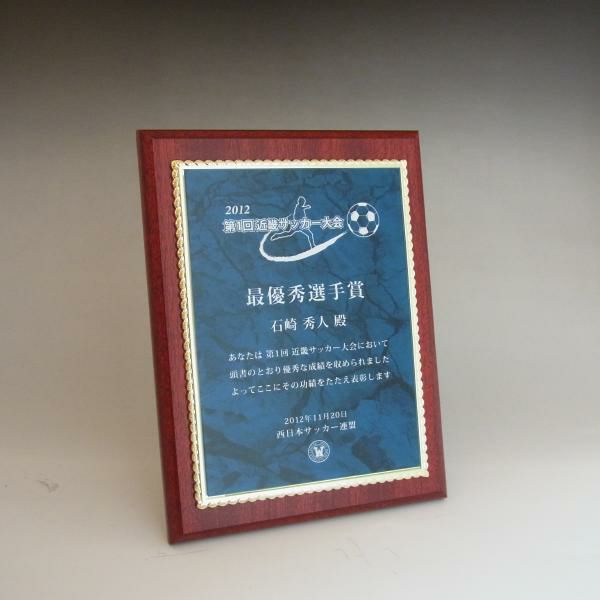 2012
第1回 近畿サッカー大会
最優秀選手賞
石崎 秀人 殿
あなたは 第1回 近畿サッカー大会において
頭書のとおり優秀な成績を収められました
よってここにその功績をたたえ表彰します
2012年11月20日
西日本サッカー連盟
W